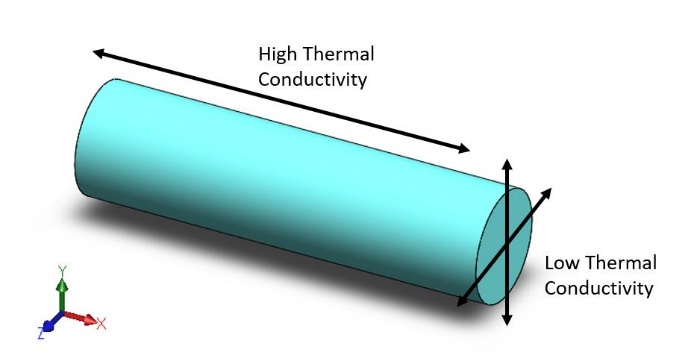 High Thermal
Conductivity
Low Thermal
Conductivity
Y
X
Z